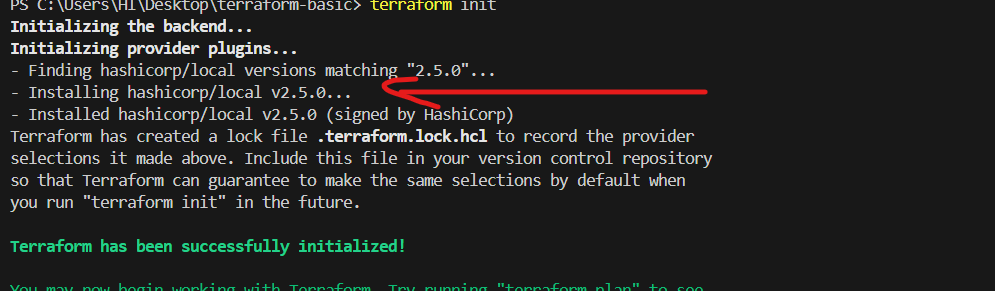 PS C:\Users\HI\Desktop\terraform-basic> terraform init
Initializing the backend...
Initializing provider plugins...
- Finding hashicorp/local versions matching "2.5.0"...
- Installing hashicorp/local v2.5.0...
- Installed hashicorp/local v2.5.0 (signed by HashiCorp)
Terraform has created a lock file .terraform.lock.hcl to record the provider
selections it made above. Include this file in your version control repository
so that Terraform can guarantee to make the same selections by default when
you run "terraform init" in the future.
Terraform has been successfully initialized!
You may now begin working with Terraform. Try running "terraform plan" to see